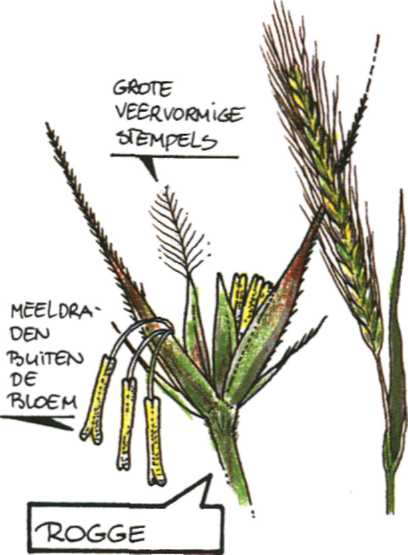 GROTE
VEERVORMIGE
STEMPELS
MEELDRA-
DEN
BUITEN
DE
BLOEM
ROGGE